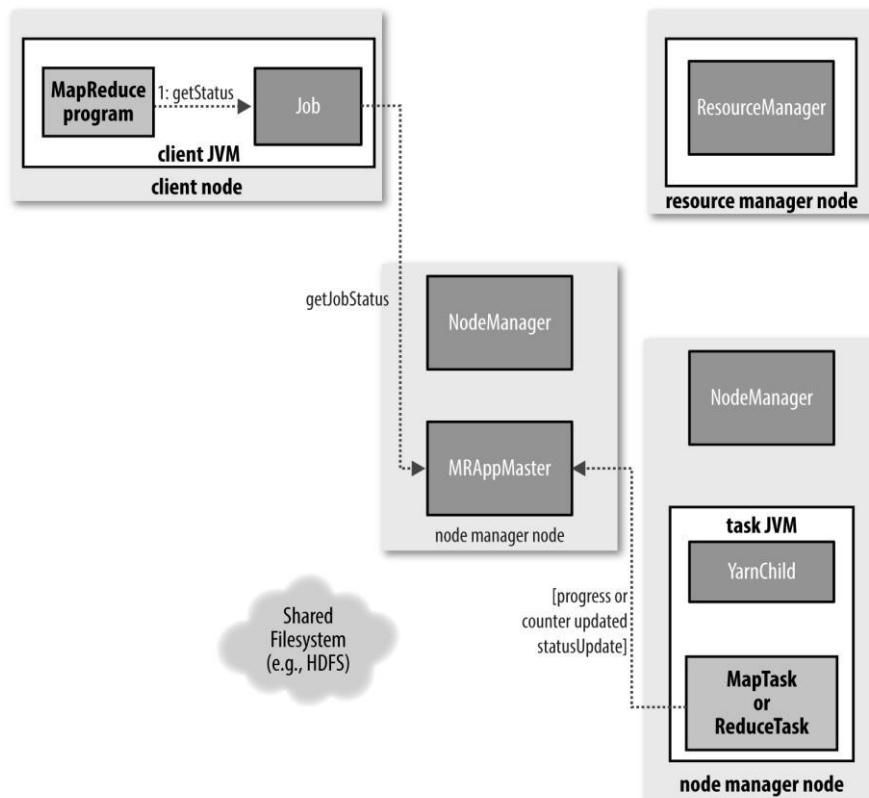 MapReduce
program
1: getStatus
Job
client JVM
client node
ResourceManager
resource manager node
getJobStatus
NodeManager
MRAppMaster
node manager node
NodeManager
task JVM
YarnChild
[progress or
counter updated
statusUpdate]
MapTask
or
ReduceTask
node manager node
Shared
Filesystem
(e.g., HDFS)